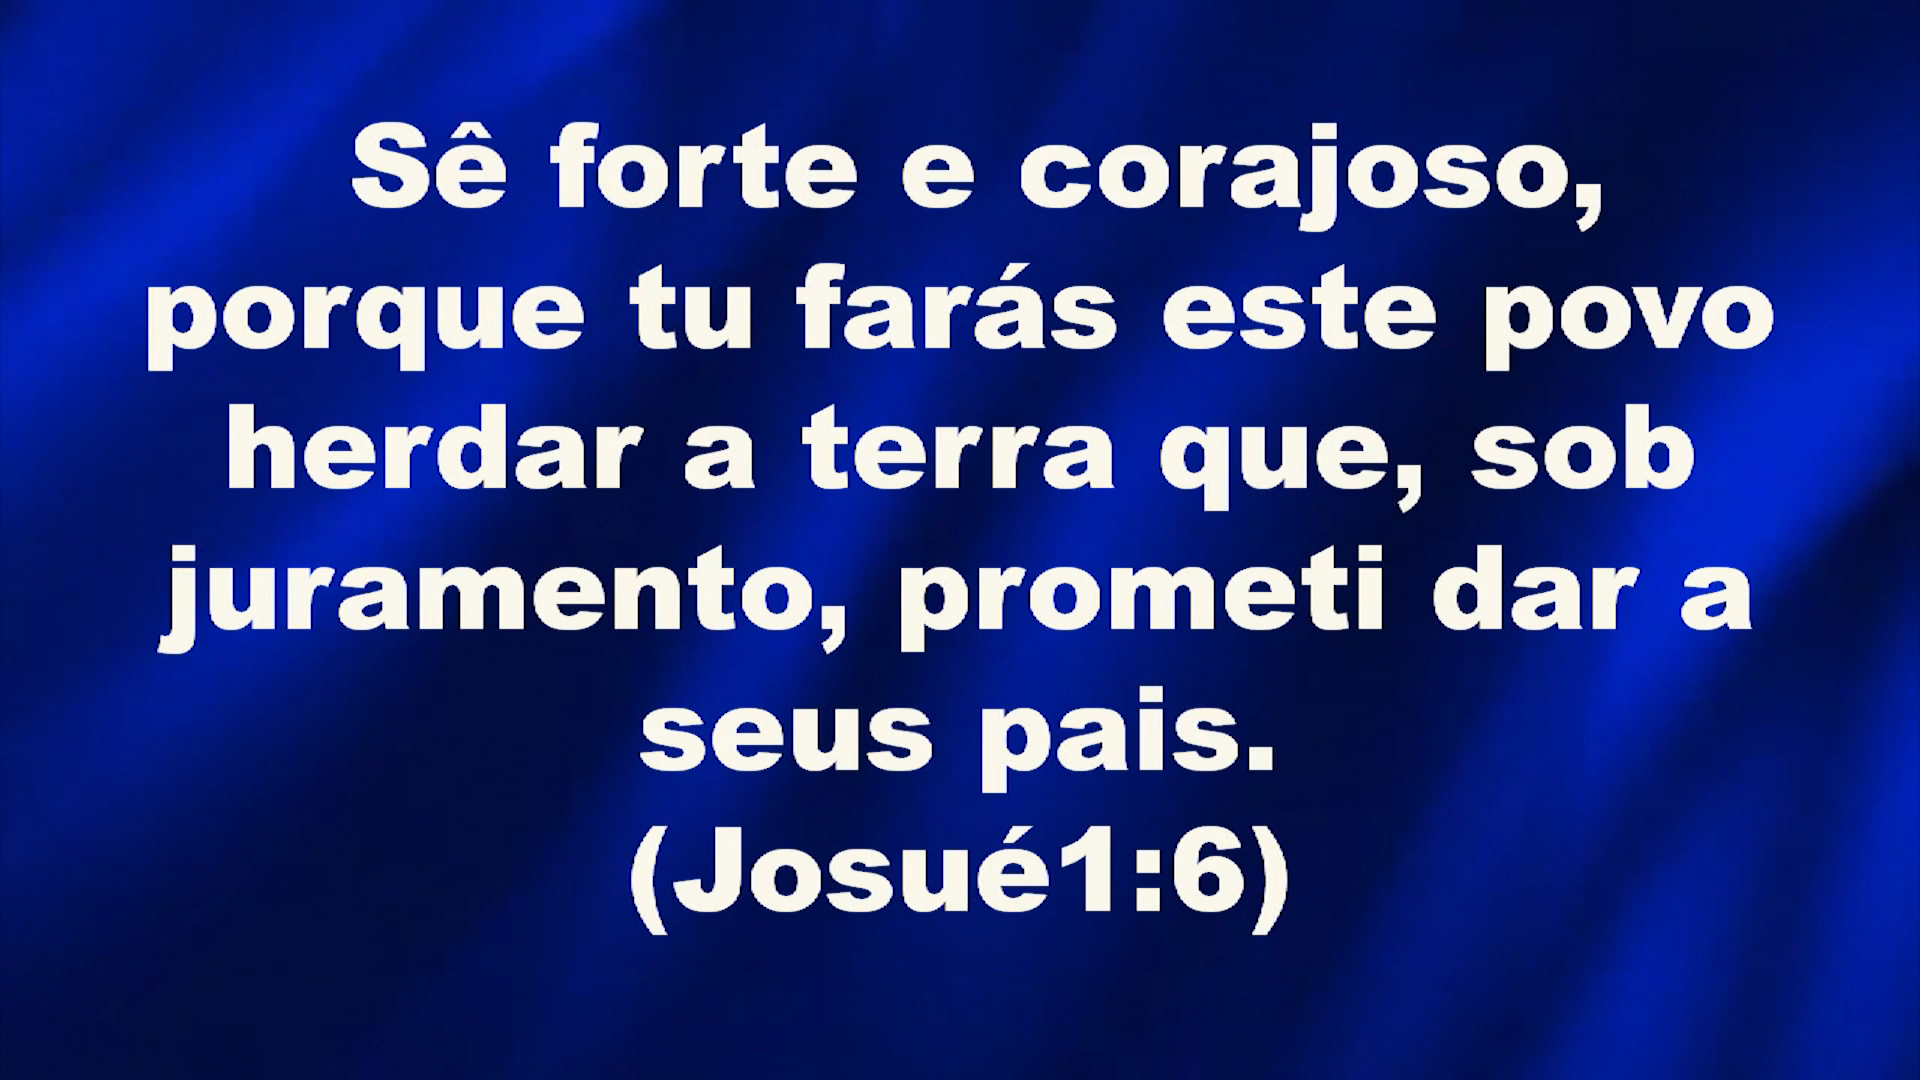 Sê forte e corajoso,
porque tu farás este povo
herdar a terra que, sob
juramento, prometi dar a
seus pais.
(Josué1:6)